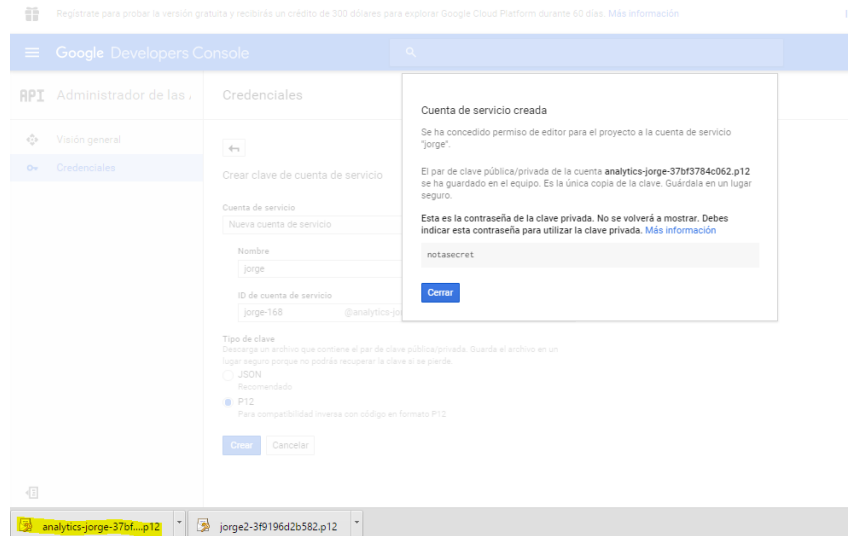 Regístrate para probar la versión gratuita y recibirás un crédito de 300 dólares para explorar Google Cloud Platform durante 60 días. Más información
Google Developers Console
API Administrador de las
Credenciales
Visión general
Credenciales
Crear clave de cuenta de servicio
Cuenta de servicio
Nueva cuenta de servicio
Nombre
jorge
ID de cuenta de servicio
jorge-168 @analytics-jo
Tipo de clave
Descarga un archivo que contiene el par de clave pública/privada. Guarda el archivo en un
lugar seguro porque no podrás recuperar la clave si se pierde.
JSON
Recomendado
P12
Para compatibilidad inversa con código en formato P12
Crear Cancelar
Cuenta de servicio creada
Se ha concedido permiso de editor para el proyecto a la cuenta de servicio
"jorge".
El par de clave pública/privada de la cuenta analytics-jorge-37bf3784c062.p12
se ha guardado en el equipo. Es la única copia de la clave. Guárdala en un lugar
seguro.
Esta es la contraseña de la clave privada. No se volverá a mostrar. Debes
indicar esta contraseña para utilizar la clave privada. Más información
notasecret
Cerrar
analytics-jorge-37bf....p12 jorge2-3f9196d2b582.p12